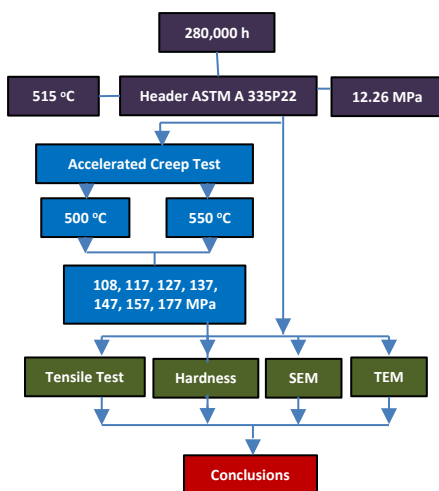 280,000 h
515 ºC
Header ASTM A 335P22
12.26 MPa
Accelerated Creep Test
500 ºC
550 ºC
108, 117, 127, 137,
147, 157, 177 MPa
Tensile Test
Hardness
SEM
TEM
Conclusions